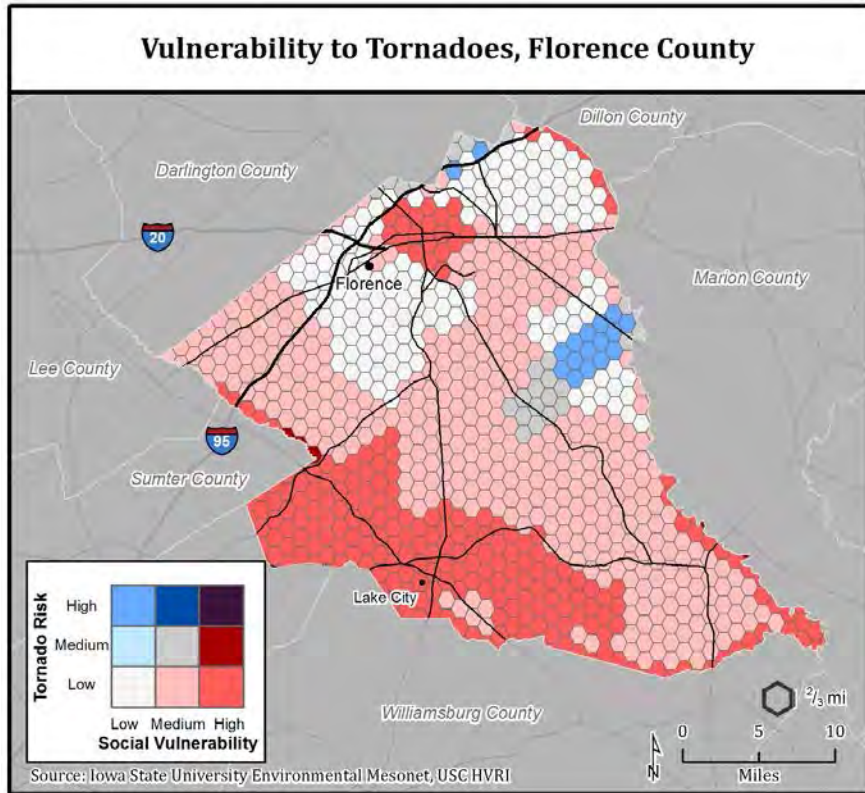 Vulnerability to Tornadoes, Florence County
Dillon County
Darlington County
20
Marion County
Florence
Lee County
95
Sumter County
Lake City
Tornado Risk
High
Medium
Low
Low Medium High
Social Vulnerability
Williamsburg County
2/3 mi
0 5 10
N
Miles
Source: Iowa State University Environmental Mesonet, USC HVRI